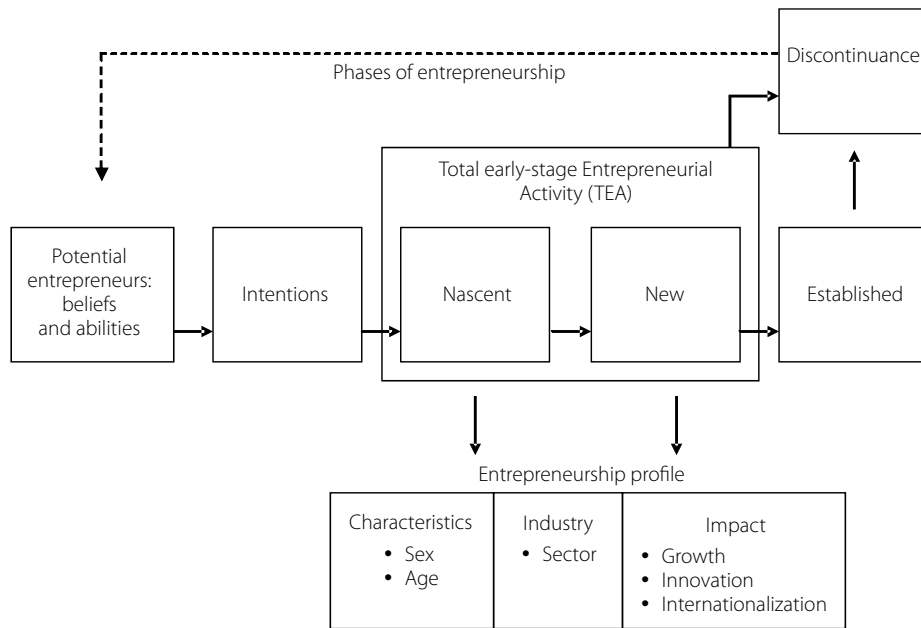 Discontinuance
Phases of entrepreneurship
Total early-stage Entrepreneurial
Activity (TEA)
Potential
entrepreneurs:
beliefs
and abilities
Intentions
Nascent
New
Established
Entrepreneurship profile
Characteristics
• Sex
• Age
Industry
• Sector
Impact
• Growth
• Innovation
• Internationalization